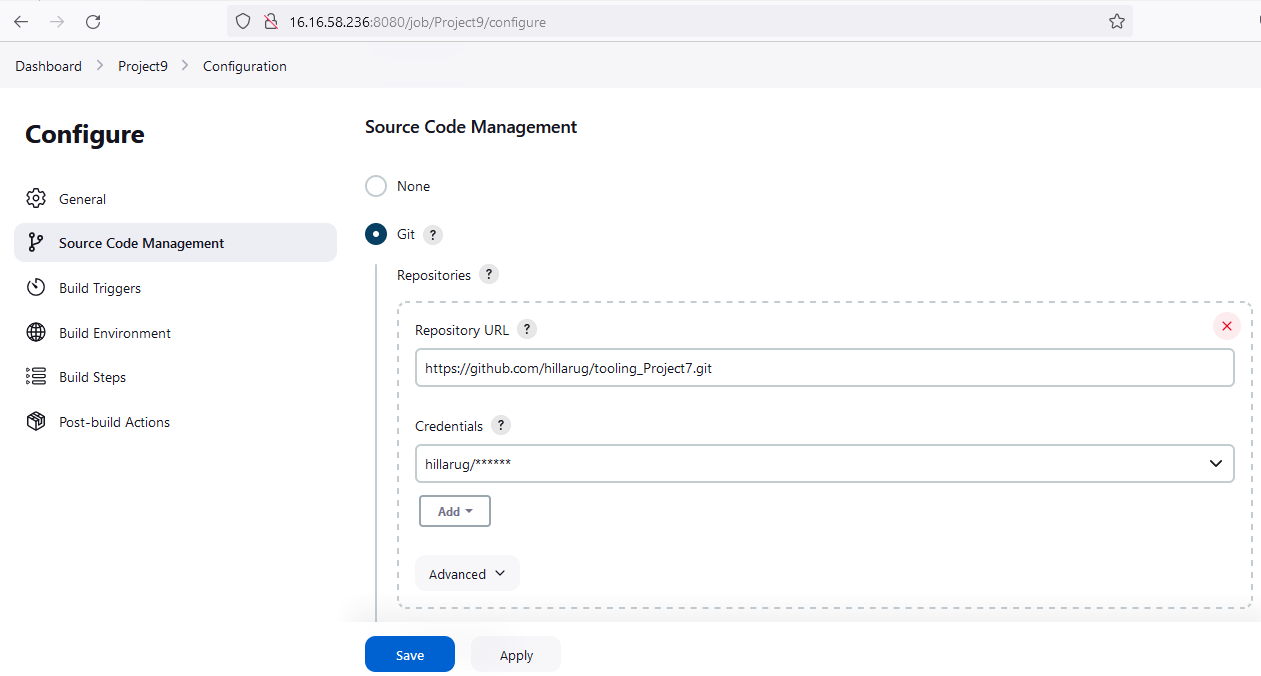 16.16.58.236:8080/job/Project9/configure
Dashboard > Project9 > Configuration
Configure
General
Source Code Management
Build Triggers
Build Environment
Build Steps
Post-build Actions
Source Code Management
None
Git ?
Repositories ?
Repository URL ?
https://github.com/hillarug/tooling_Project7.git
Credentials ?
hillarug/******
Add
Advanced
Save Apply